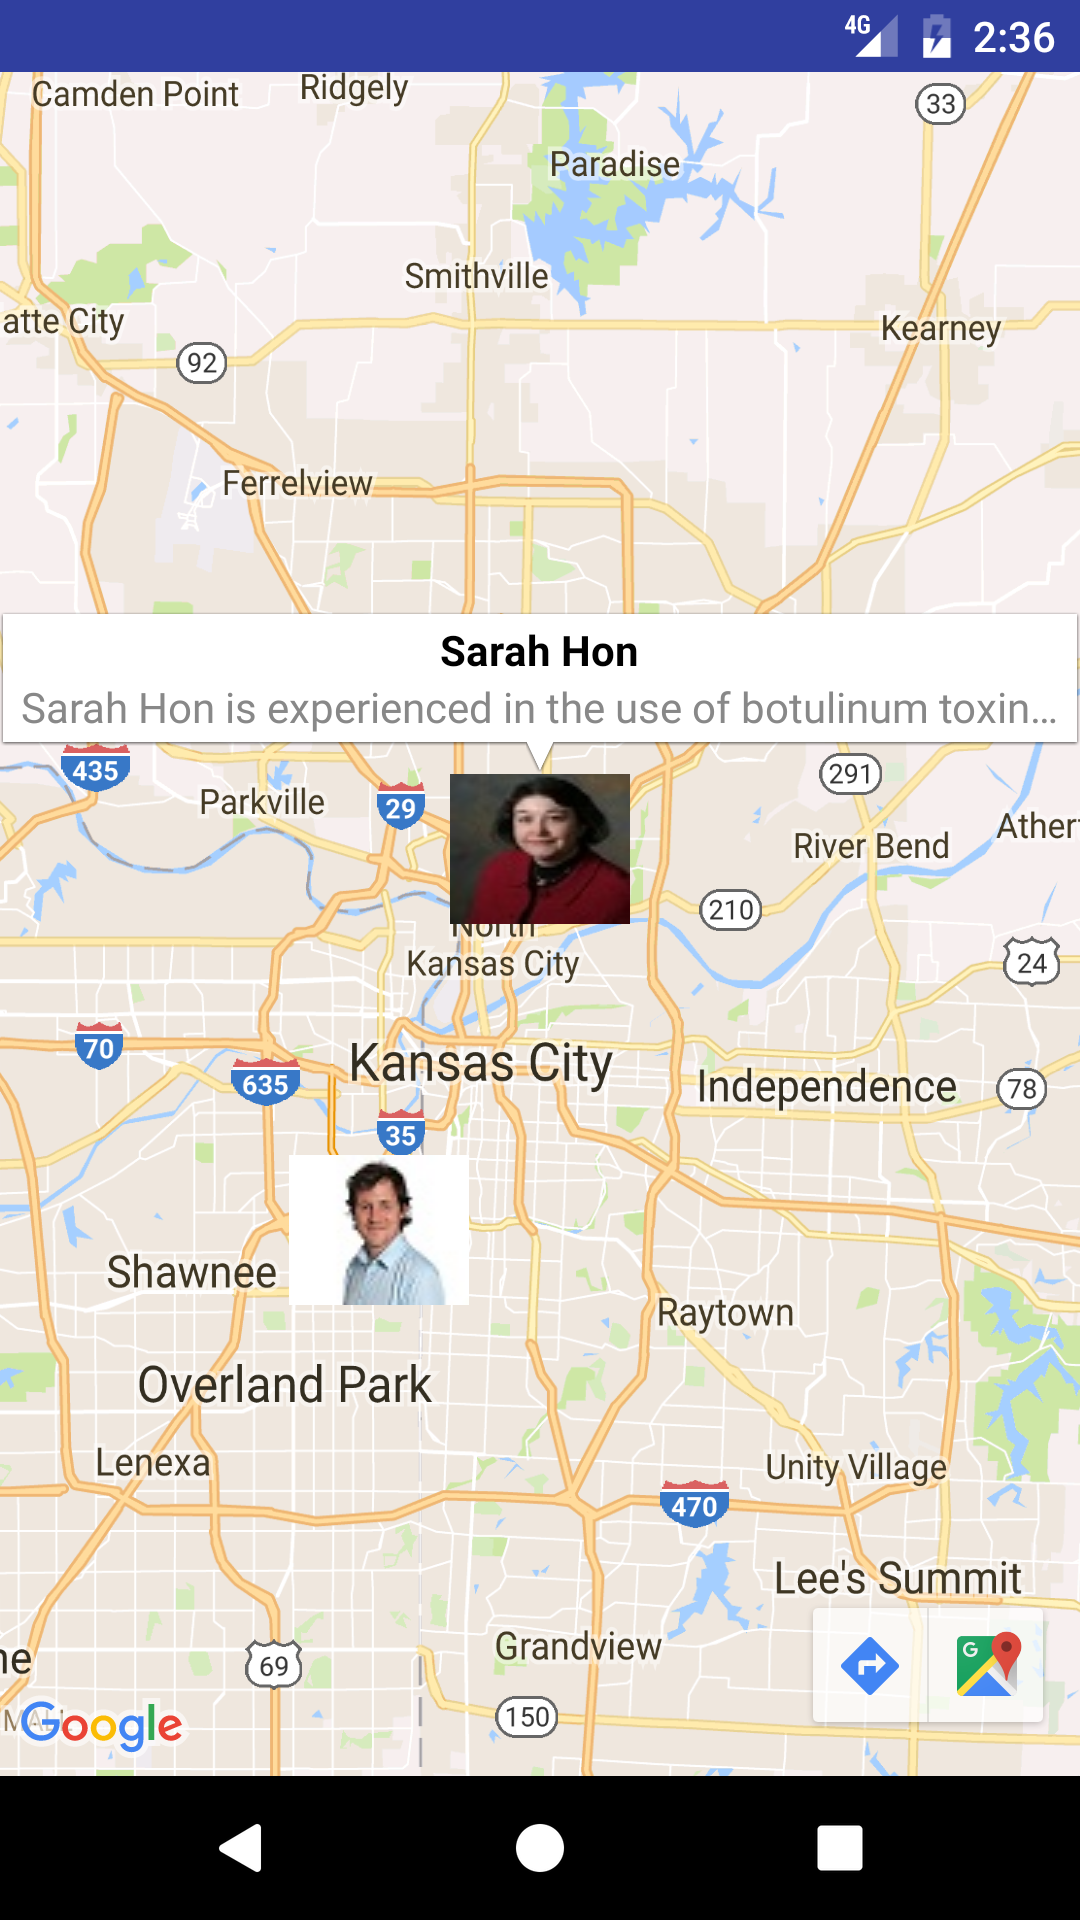 4G 2:36
Camden Point
Ridgely
33
Paradise
Smithville
atte City
Kearney
92
Ferrelview
Sarah Hon
Sarah Hon is experienced in the use of botulinum toxin...
435
291
Parkville
29
Ather
River Bend
210
North
Kansas City
24
70
Kansas City
635
Independence
78
35
Shawnee
Raytown
Overland Park
Lenexa
Unity Village
470
Lee's Summit
Grandview
ne
69
G
Google
150